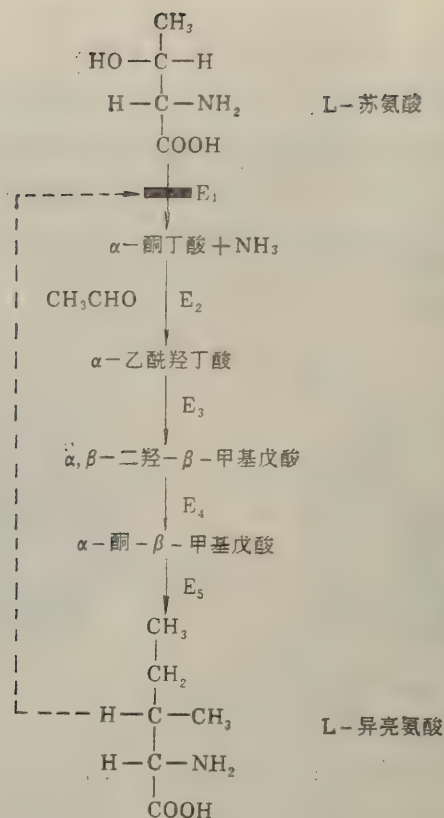 CH₃
HO—C—H
H—C—NH₂
L-苏氨酸
COOH
E₁
α-酮丁酸+NH₃
CH₃CHO
E₂
α-乙酰羟丁酸
E₃
α,β-二羟-β-甲基戊酸
E₄
α-酮-β-甲基戊酸
E₅
CH₃
CH₂
H—C—CH₃
L-异亮氨酸
H—C—NH₂
COOH